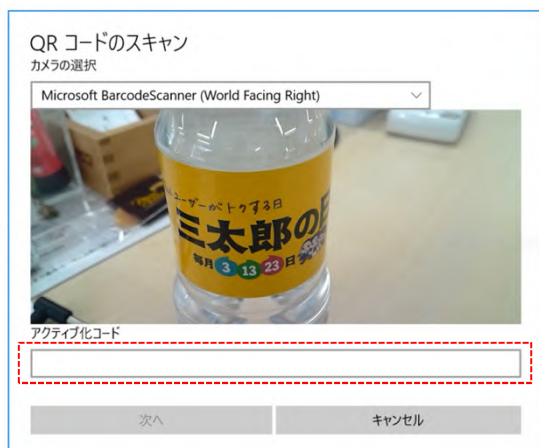 QR コードのスキャン
カメラの選択
Microsoft BarcodeScanner (World Facing Right)
ユーザーがトクする日
三太郎の日
毎月 3 13 23 日
アクティブ化コード
次へ
キャンセル